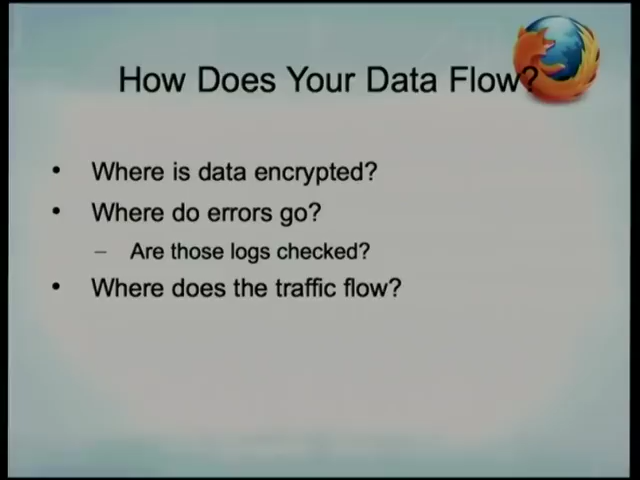 How Does Your Data Flow?
• Where is data encrypted?
• Where do errors go?
– Are those logs checked?
• Where does the traffic flow?